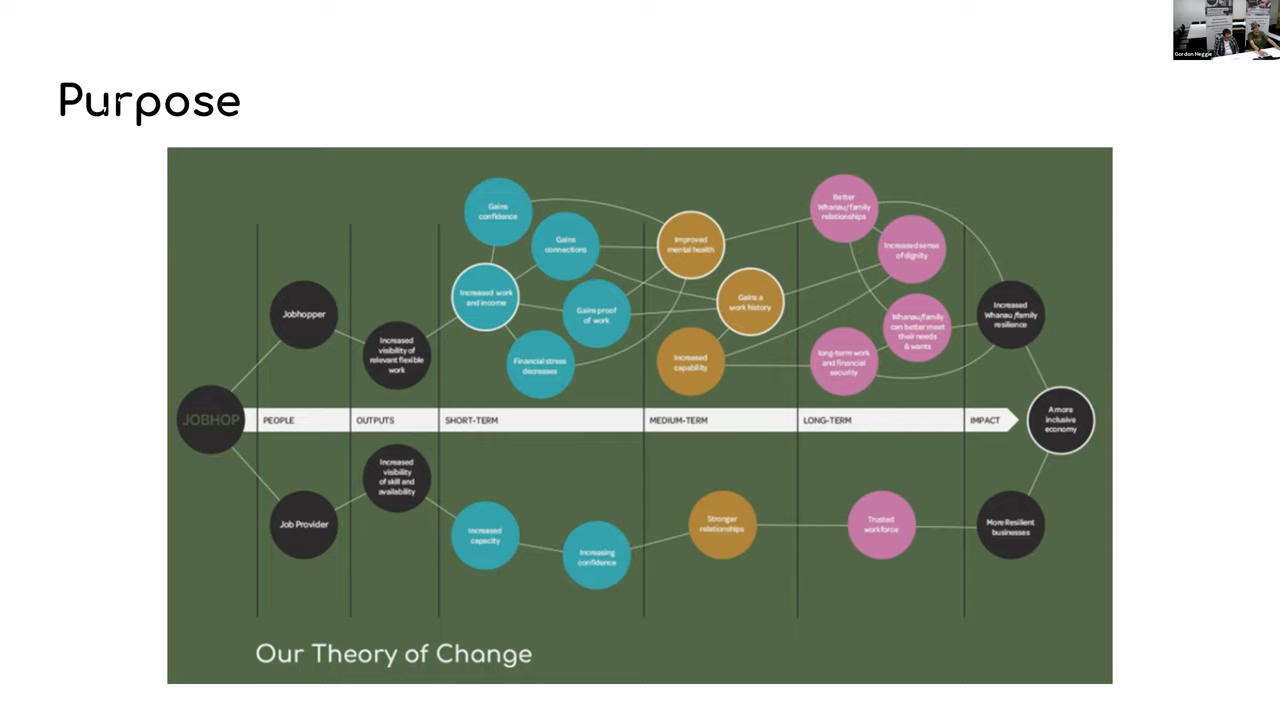 Gordon Heggie
Purpose
Gains
confidence
Gains
connections
Increased work
and income
Gains proof
of work
Financial stress
decreases
Improved
mental health
Gains a
work history
Increased
capability
Better
Whanau/family
relationships
Increased sense
of dignity
Whanau/family
can better meet
their needs
& wants
long-term work
and financial
security
Increased
Whanau /family
resilience
Jobhopper
Increased
visibility of
relevant flexible
work
JOBHOP
PEOPLE
OUTPUTS
SHORT-TERM
MEDIUM-TERM
LONG-TERM
IMPACT
A more
inclusive
economy
Increased
visibility
of skill and
availability
Job Provider
Increased
capacity
Increasing
confidence
Stronger
relationships
Trusted
workforce
More Resilient
businesses
Our Theory of Change